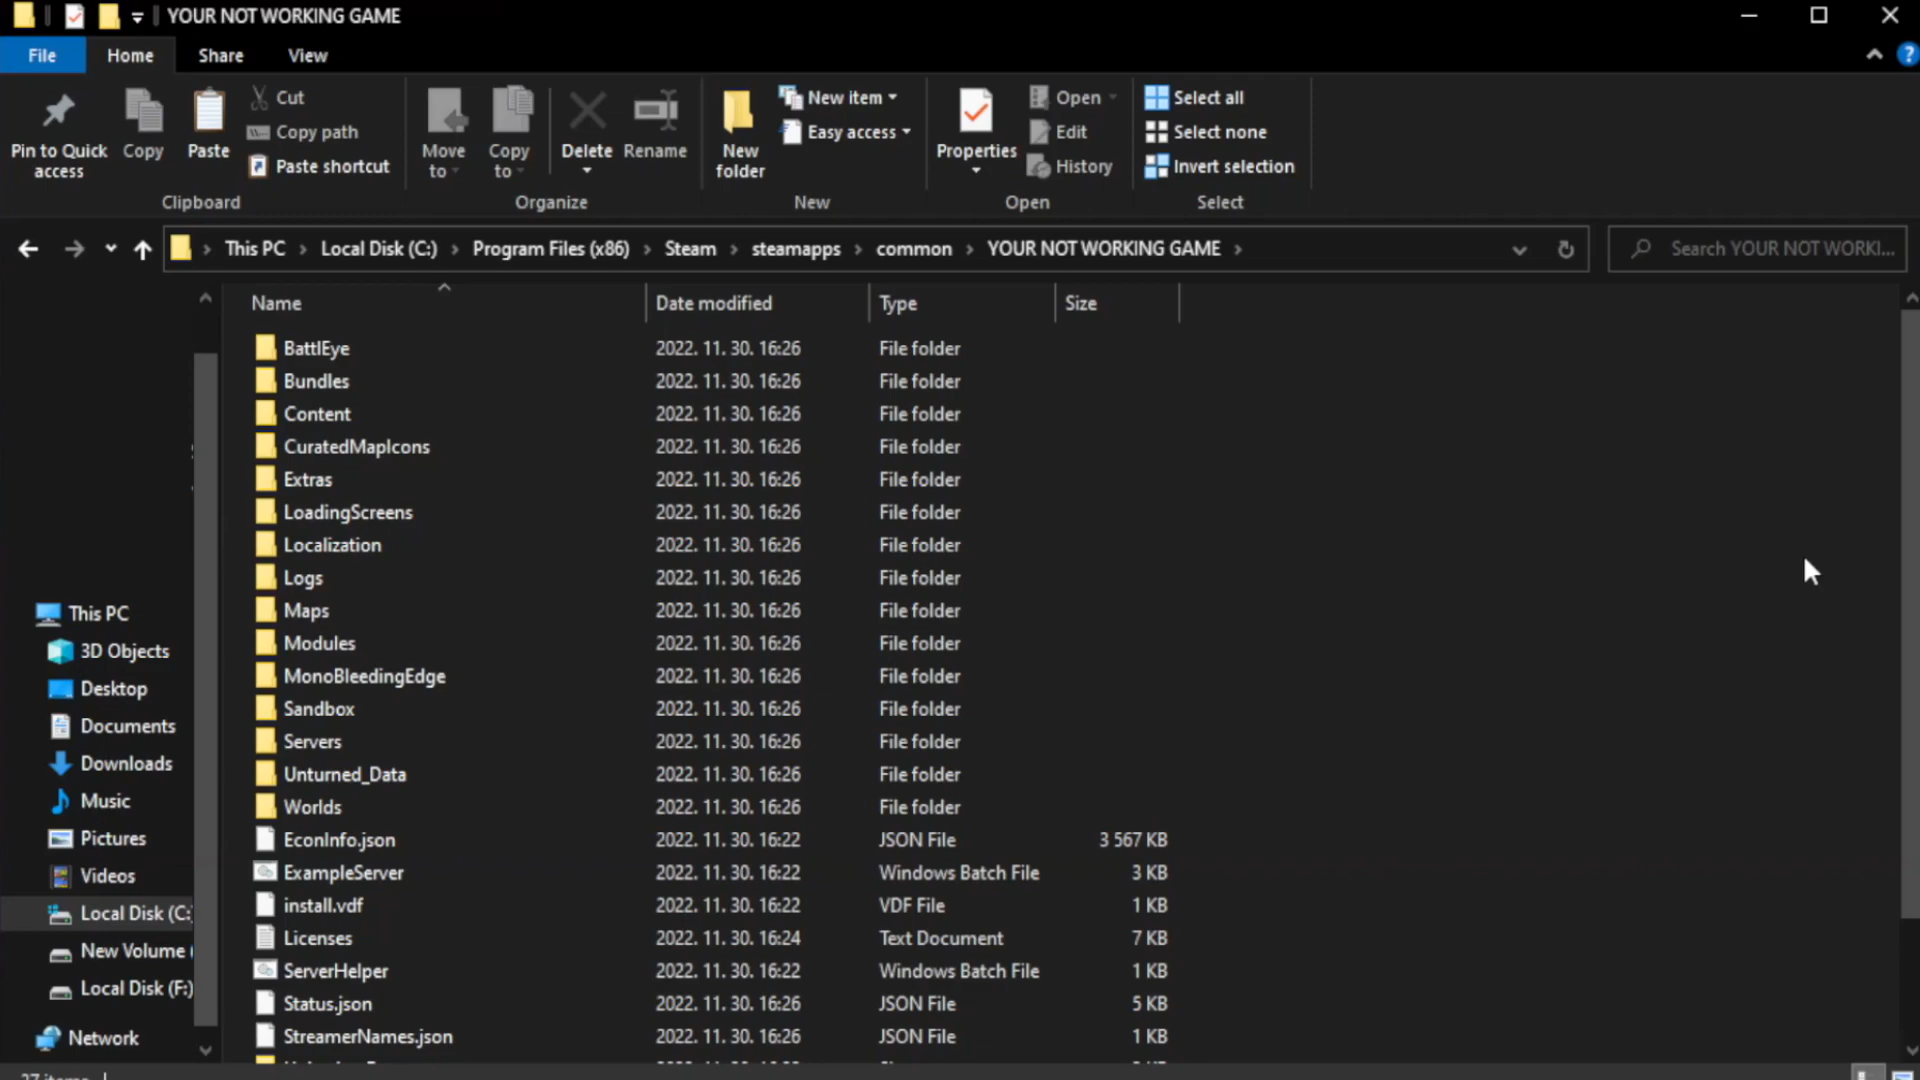 YOUR NOT WORKING GAME
File Home Share View
Pin to Quick access
Copy
Paste
Cut
Copy path
Paste shortcut
Clipboard
Move to
Copy to
Delete
Rename
Organize
New folder
New item
Easy access
New
Properties
Open
Edit
History
Open
Select all
Select none
Invert selection
Select
This PC › Local Disk (C:) › Program Files (x86) › Steam › steamapps › common › YOUR NOT WORKING GAME ›
Search YOUR NOT WORKI...
This PC
3D Objects
Desktop
Documents
Downloads
Music
Pictures
Videos
Local Disk (C:
New Volume (
Local Disk (F:)
Network
Name Date modified Type Size
BattlEye 2022. 11. 30. 16:26 File folder
Bundles 2022. 11. 30. 16:26 File folder
Content 2022. 11. 30. 16:26 File folder
CuratedMapIcons 2022. 11. 30. 16:26 File folder
Extras 2022. 11. 30. 16:26 File folder
LoadingScreens 2022. 11. 30. 16:26 File folder
Localization 2022. 11. 30. 16:26 File folder
Logs 2022. 11. 30. 16:26 File folder
Maps 2022. 11. 30. 16:26 File folder
Modules 2022. 11. 30. 16:26 File folder
MonoBleedingEdge 2022. 11. 30. 16:26 File folder
Sandbox 2022. 11. 30. 16:26 File folder
Servers 2022. 11. 30. 16:26 File folder
Unturned_Data 2022. 11. 30. 16:26 File folder
Worlds 2022. 11. 30. 16:26 File folder
EconInfo.json 2022. 11. 30. 16:22 JSON File 3 567 KB
ExampleServer 2022. 11. 30. 16:22 Windows Batch File 3 KB
install.vdf 2022. 11. 30. 16:22 VDF File 1 KB
Licenses 2022. 11. 30. 16:24 Text Document 7 KB
ServerHelper 2022. 11. 30. 16:22 Windows Batch File 1 KB
Status.json 2022. 11. 30. 16:26 JSON File 5 KB
StreamerNames.json 2022. 11. 30. 16:26 JSON File 1 KB